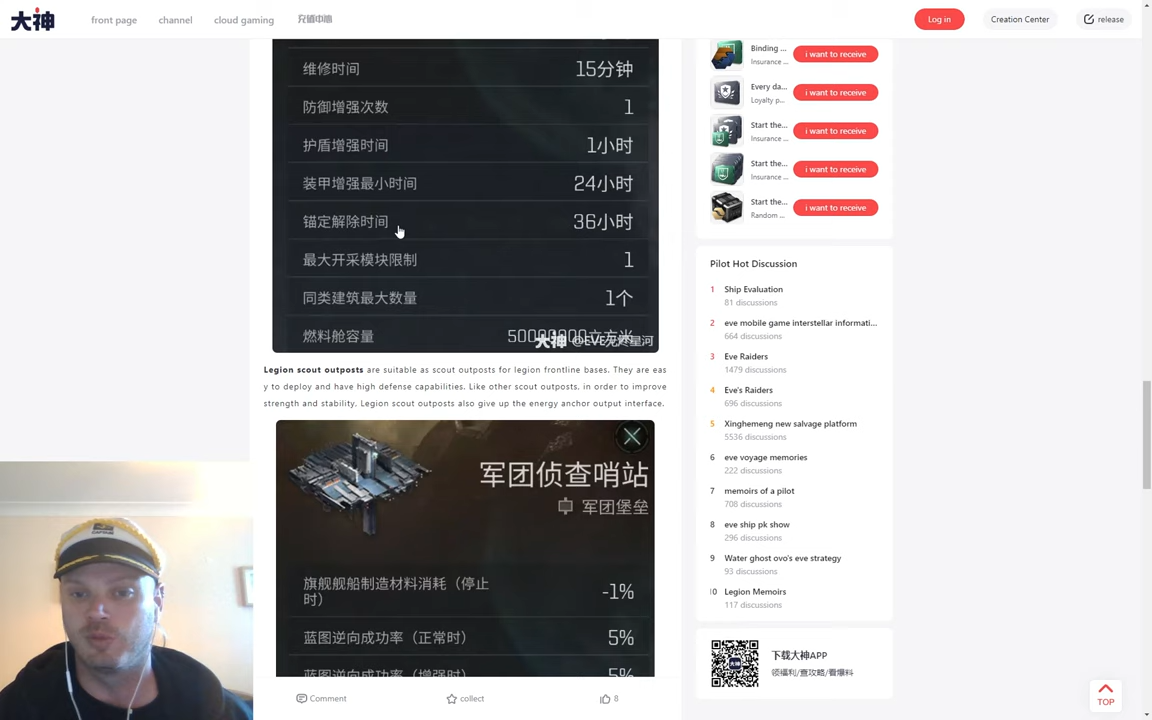 大神
front page
channel
cloud gaming
Log in
Creation Center
release
维修时间
15分钟
防御增强次数
1
护盾增强时间
1小时
装甲增强最小时间
24小时
锚定解除时间
36小时
最大开采模块限制
1
同类建筑最大数量
1个
燃料舱容量
大神 @EVE无烬星河
Legion scout outposts are suitable as scout outposts for legion frontline bases. They are eas
y to deploy and have high defense capabilities. Like other scout outposts, in order to improve
strength and stability, Legion scout outposts also give up the energy anchor output interface.
军团侦查哨站
军团堡垒
旗舰舰船制造材料消耗（停止
时）
-1%
蓝图逆向成功率（正常时）
5%
蓝图逆向成功率（增强时）
5%
Comment
collect
8
Binding ...
Insurance ...
i want to receive
Every da...
Loyalty p...
i want to receive
Start the...
Insurance ...
i want to receive
Start the...
Insurance ...
i want to receive
Start the...
Random ...
i want to receive
Pilot Hot Discussion
1 Ship Evaluation
81 discussions
2 eve mobile game interstellar informati...
664 discussions
3 Eve Raiders
1479 discussions
4 Eve's Raiders
696 discussions
5 Xinghemeng new salvage platform
5536 discussions
6 eve voyage memories
222 discussions
7 memoirs of a pilot
708 discussions
8 eve ship pk show
296 discussions
9 Water ghost ovo's eve strategy
93 discussions
10 Legion Memoirs
117 discussions
下载大神APP
领福利/查攻略/看爆料
TOP